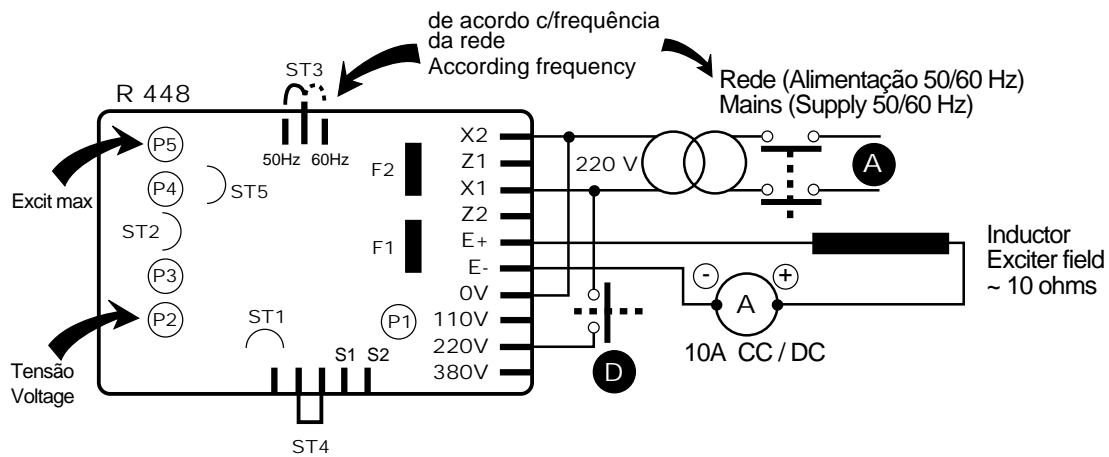 de acordo c/frequência
da rede
According frequency
ST3
Rede (Alimentação 50/60 Hz)
Mains (Supply 50/60 Hz)
R 448
P5
50Hz
60Hz
X2
Z1
F2
220 V
A
X1
P4
ST5
Excit max
Z2
ST2
F1
E+
Inductor
Exciter field
~ 10 ohms
E-
-
+
P3
0V
A
P2
ST1
P1
110V
S1
S2
220V
10A CC / DC
D
380V
Tensão
Voltage
ST4